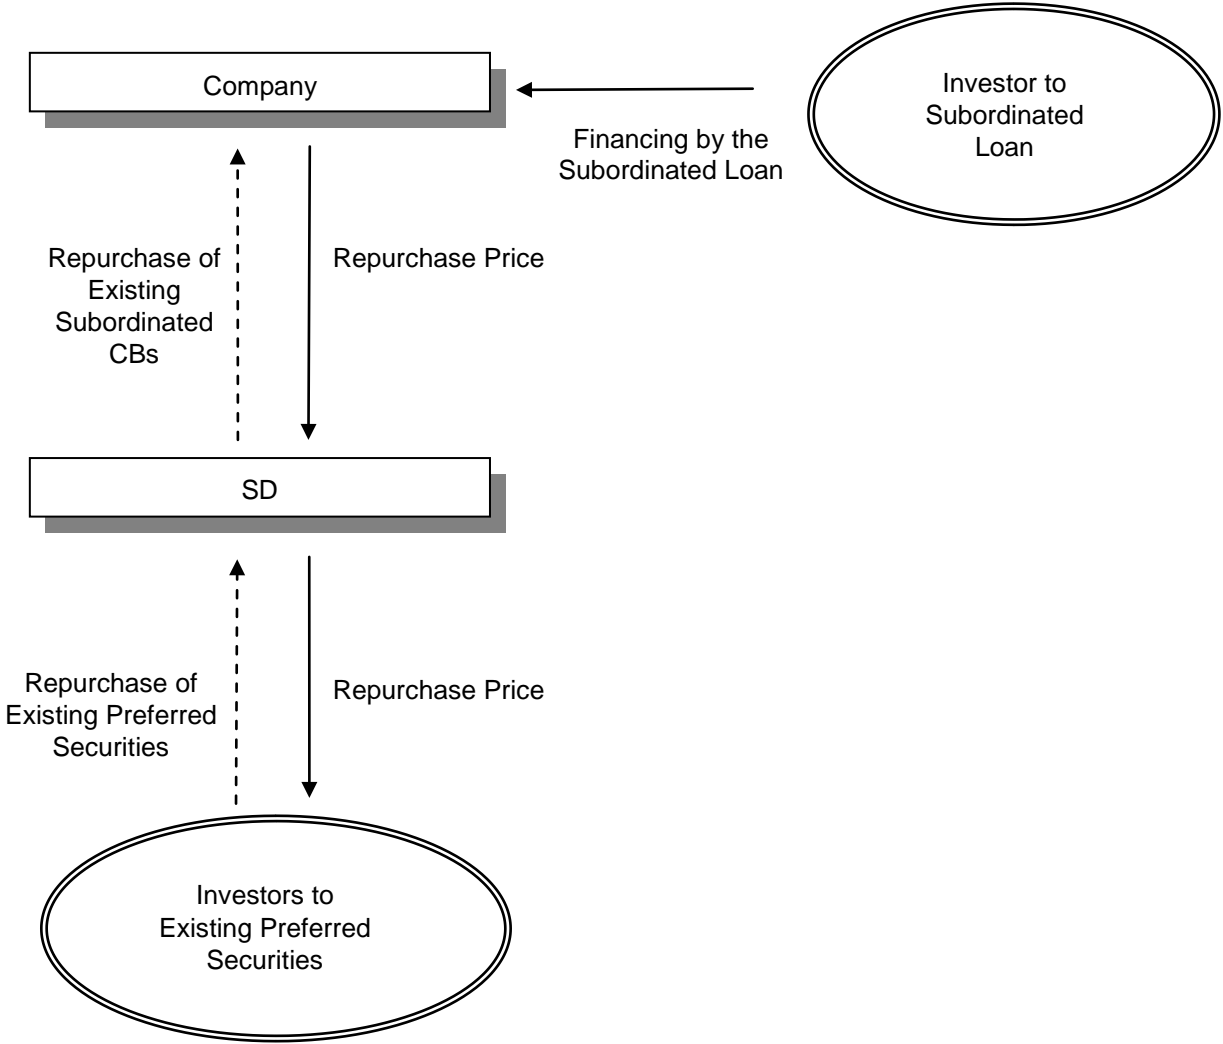 Company
Investor to
Subordinated
Loan
Financing by the
Subordinated Loan
Repurchase of
Existing
Subordinated
CBs
Repurchase Price
SD
Repurchase of
Existing Preferred
Securities
Repurchase Price
Investors to
Existing Preferred
Securities